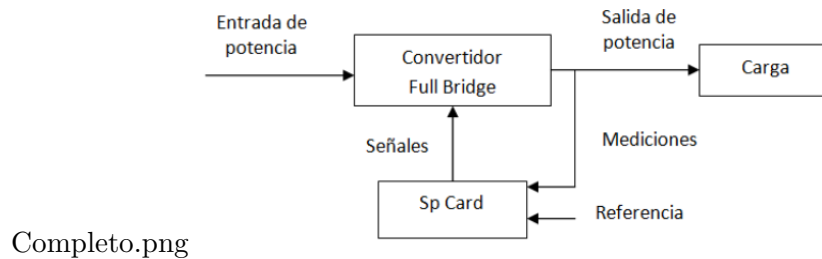 Entrada de
potencia
Salida de
potencia
Convertidor
Full Bridge
Carga
Señales
Mediciones
Sp Card
Referencia
Completo.png